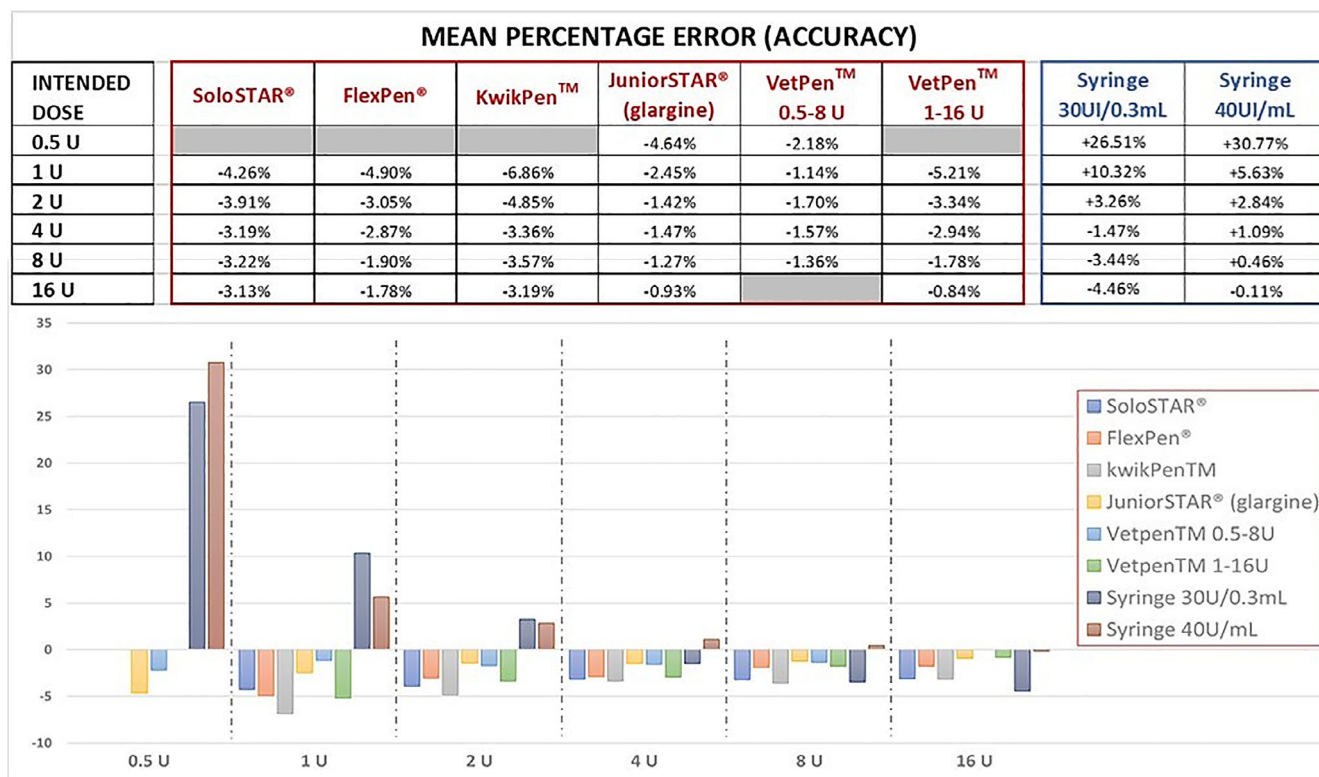 MEAN PERCENTAGE ERROR (ACCURACY)
INTENDED DOSE SoloSTAR® FlexPen® KwikPen™ JuniorSTAR® (glargine) VetPen™ 0.5-8 U VetPen™ 1-16 U Syringe 30UI/0.3mL Syringe 40UI/mL
0.5 U -4.64% -2.18% +26.51% +30.77%
1 U -4.26% -4.90% -6.86% -2.45% -1.14% -5.21% +10.32% +5.63%
2 U -3.91% -3.05% -4.85% -1.42% -1.70% -3.34% +3.26% +2.84%
4 U -3.19% -2.87% -3.36% -1.47% -1.57% -2.94% -1.47% +1.09%
8 U -3.22% -1.90% -3.57% -1.27% -1.36% -1.78% -3.44% +0.46%
16 U -3.13% -1.78% -3.19% -0.93% -0.84% -4.46% -0.11%
35
30
25
20
15
10
5
0
-5
-10
0.5 U 1 U 2 U 4 U 8 U 16 U
SoloSTAR®
FlexPen®
kwikPenTM
JuniorSTAR® (glargine)
VetpenTM 0.5-8U
VetpenTM 1-16U
Syringe 30U/0.3mL
Syringe 40U/mL